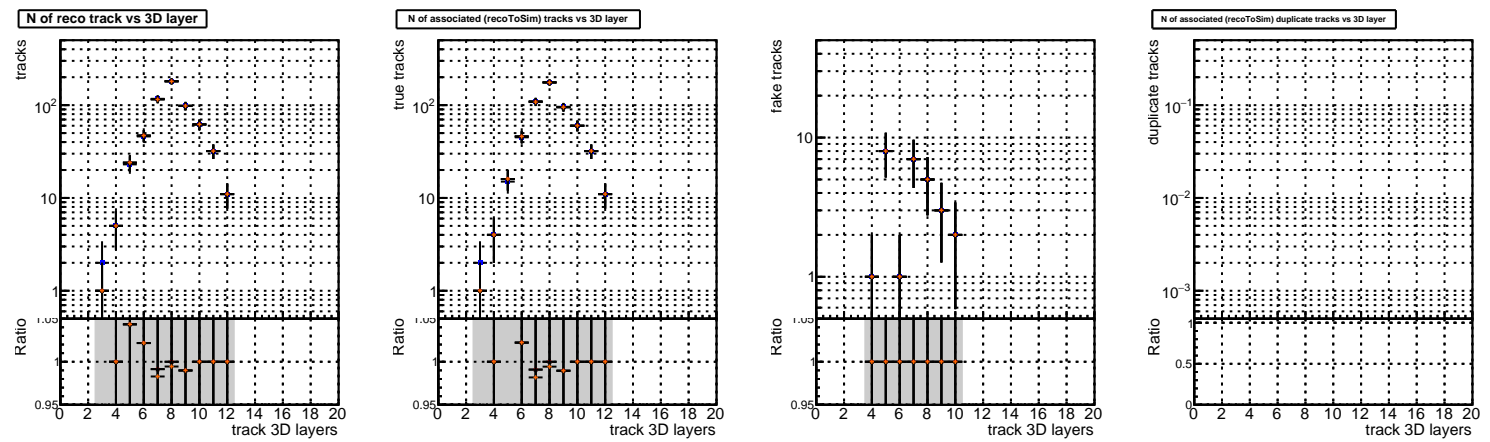 N of reco track vs 3D layer
tracks
10²
10
1
Ratio
1.05
1
0.95
0 2 4 6 8 10 12 14 16 18 20
track 3D layers
N of associated (recoToSim) tracks vs 3D layer
true tracks
10²
10
1
Ratio
1.05
1
0.95
0 2 4 6 8 10 12 14 16 18 20
track 3D layers
fake tracks
10
1
Ratio
1.05
1
0.95
0 2 4 6 8 10 12 14 16 18 20
track 3D layers
N of associated (recoToSim) duplicate tracks vs 3D layer
duplicate tracks
10⁻¹
10⁻²
10⁻³
Ratio
1
0.5
0
0 2 4 6 8 10 12 14 16 18 20
track 3D layers